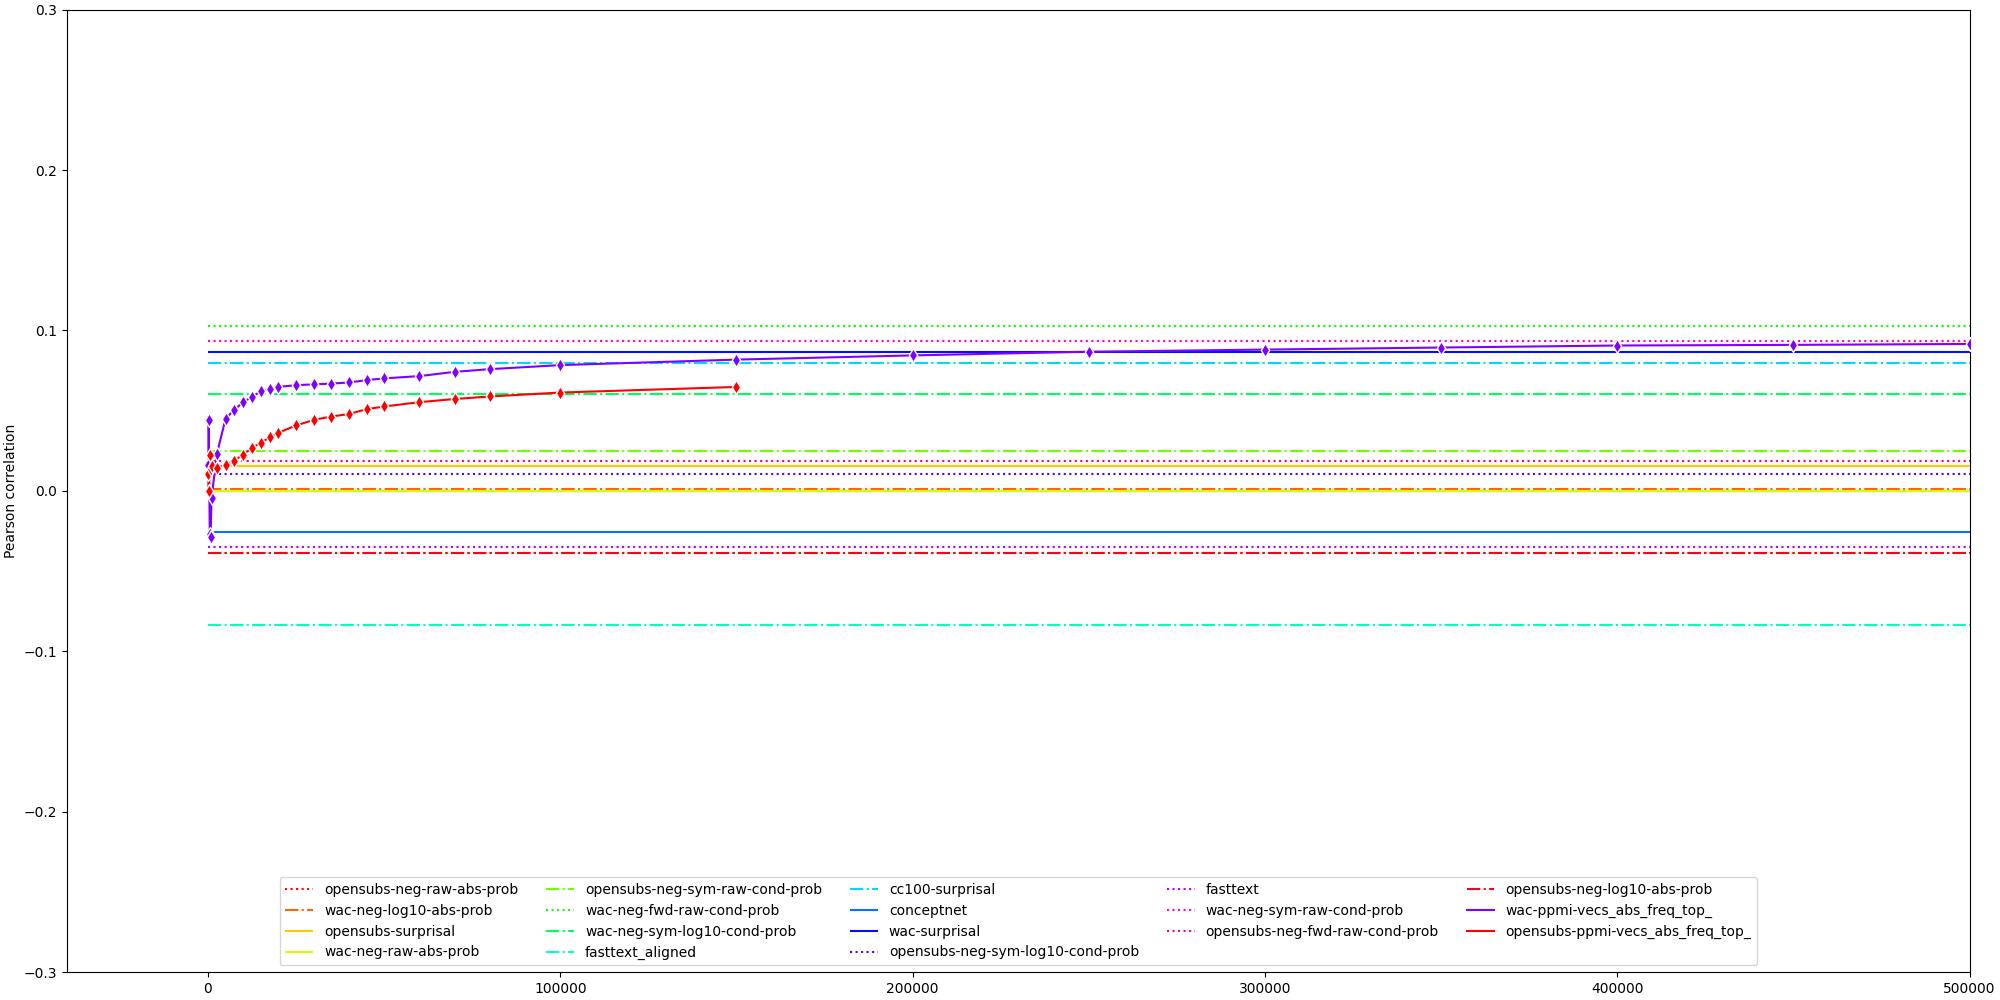 0.3
0.2
0.1
0.0
−0.1
−0.2
−0.3
Pearson correlation
opensubs-neg-raw-abs-prob
wac-neg-log10-abs-prob
opensubs-surprisal
wac-neg-raw-abs-prob
opensubs-neg-sym-raw-cond-prob
wac-neg-fwd-raw-cond-prob
wac-neg-sym-log10-cond-prob
fasttext_aligned
cc100-surprisal
conceptnet
wac-surprisal
opensubs-neg-sym-log10-cond-prob
fasttext
wac-neg-sym-raw-cond-prob
opensubs-neg-fwd-raw-cond-prob
opensubs-neg-log10-abs-prob
wac-ppmi-vecs_abs_freq_top_
opensubs-ppmi-vecs_abs_freq_top_
0
100000
200000
300000
400000
500000